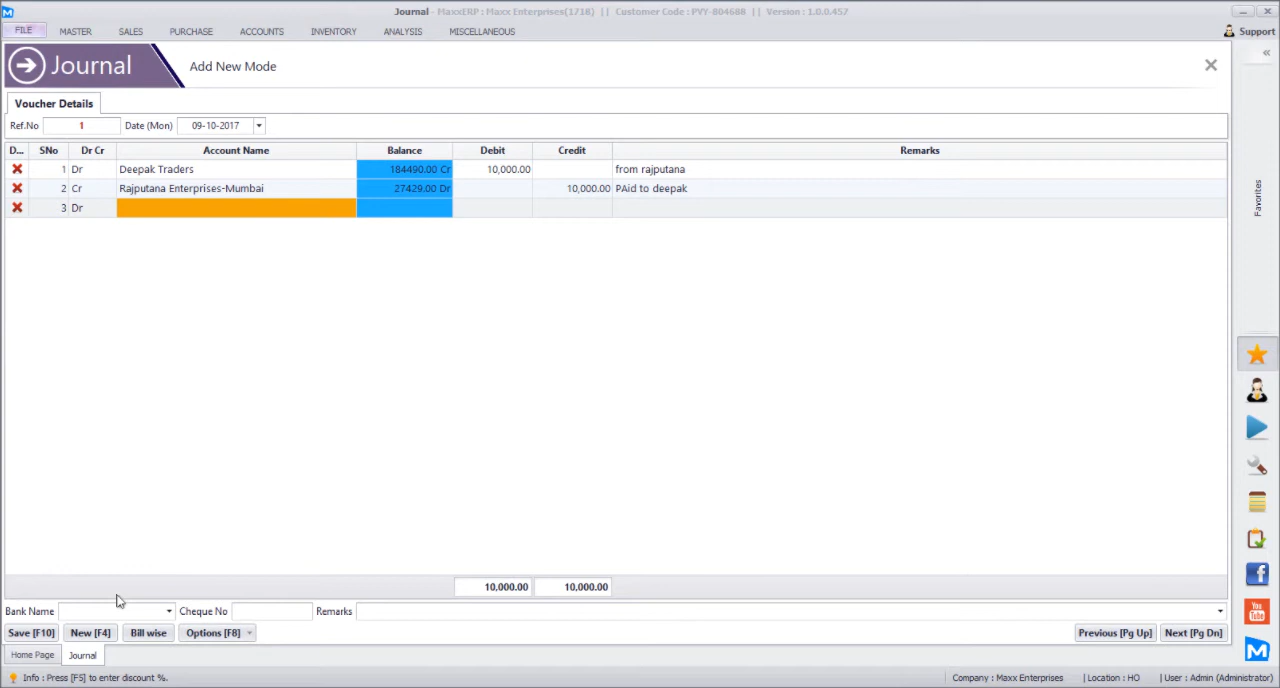 Journal - MaxxERP : Maxx Enterprises(1718) || Customer Code : PVY-804688 || Version : 1.0.0.457
FILE MASTER SALES PURCHASE ACCOUNTS INVENTORY ANALYSIS MISCELLANEOUS Support
Journal Add New Mode
Voucher Details
Ref.No 1 Date (Mon) 09-10-2017
D... SNo Dr Cr Account Name Balance Debit Credit Remarks
1 Dr Deepak Traders 184490.00 Cr 10,000.00 from rajputana
2 Cr Rajputana Enterprises-Mumbai 27429.00 Dr 10,000.00 PAid to deepak
3 Dr
Favorites
10,000.00 10,000.00
Bank Name Cheque No Remarks
Save [F10] New [F4] Bill wise Options [F8] Previous [Pg Up] Next [Pg Dn]
Home Page Journal
Info : Press [F5] to enter discount %. Company : Maxx Enterprises | Location : HO | User : Admin (Administrator)
You Tube